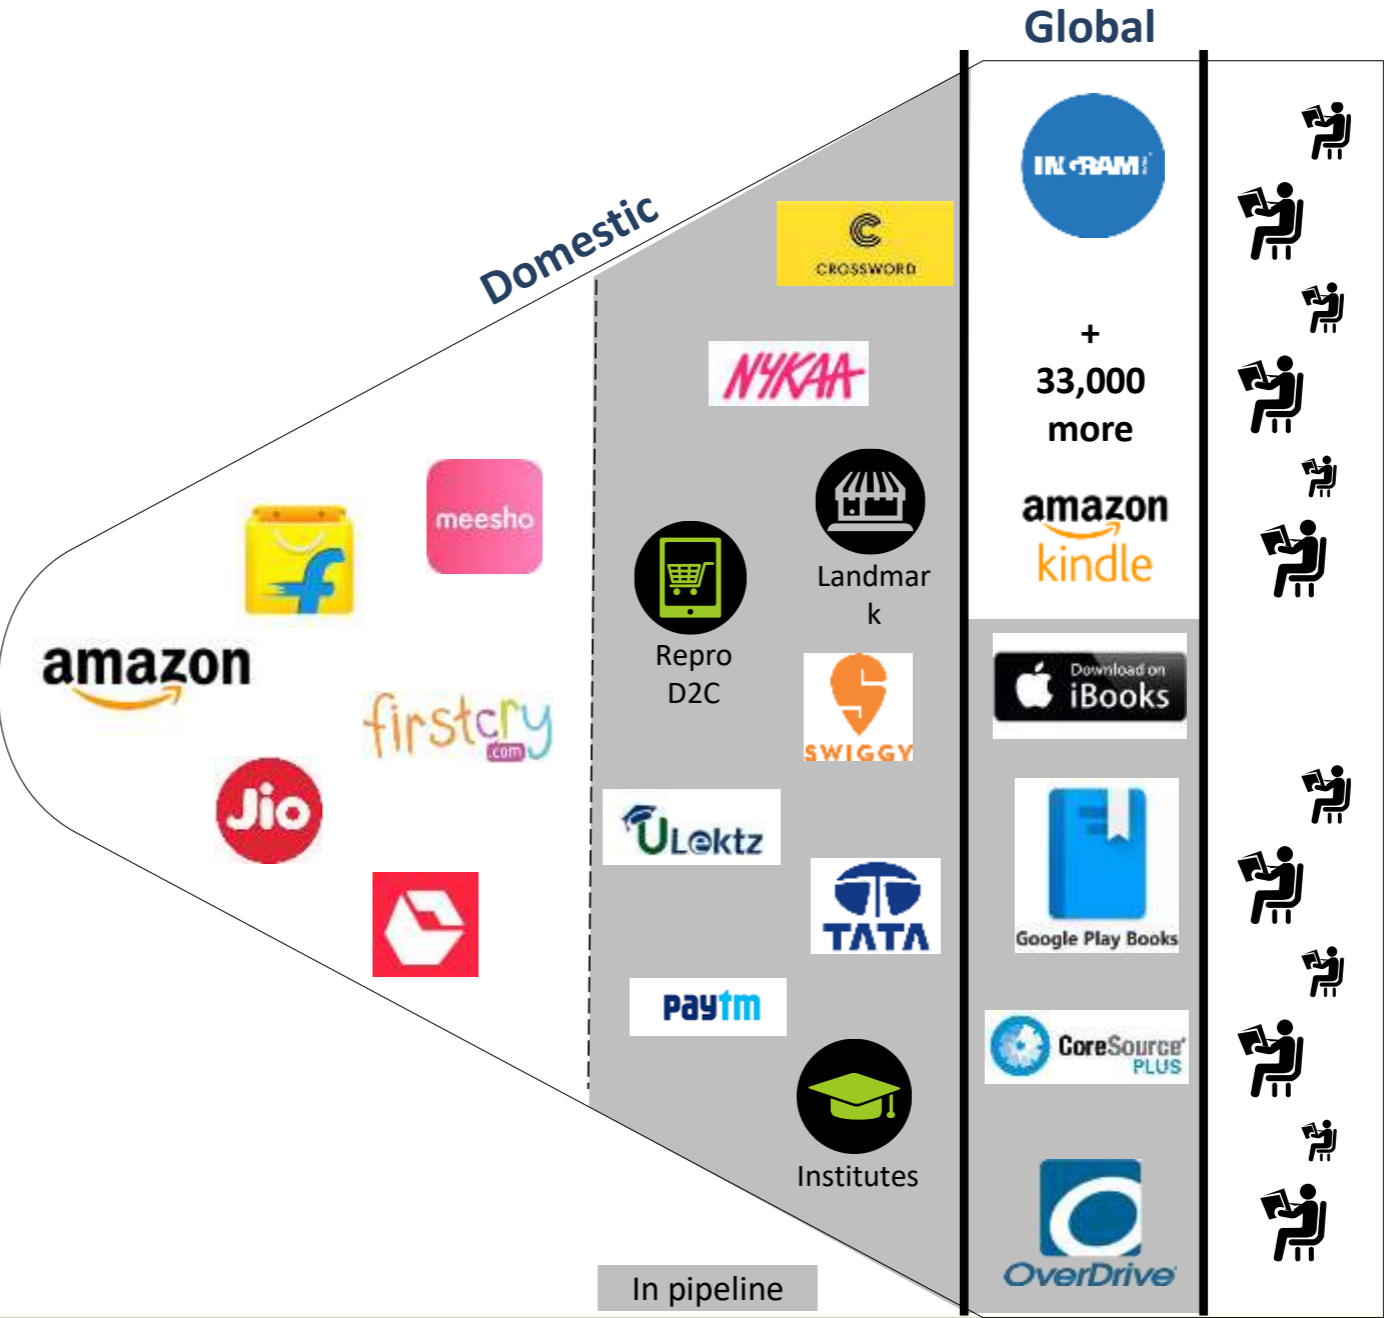 Global
Domestic
INGRAM
CROSSWORD
+
33,000
more
NYKAA
meesho
amazon
kindle
Landmar
k
amazon
Repro
D2C
Download on
iBooks
firstcry
.com
SWIGGY
Jio
ULektz
TATA
Google Play Books
paytm
CoreSource
PLUS
Institutes
OverDrive
In pipeline